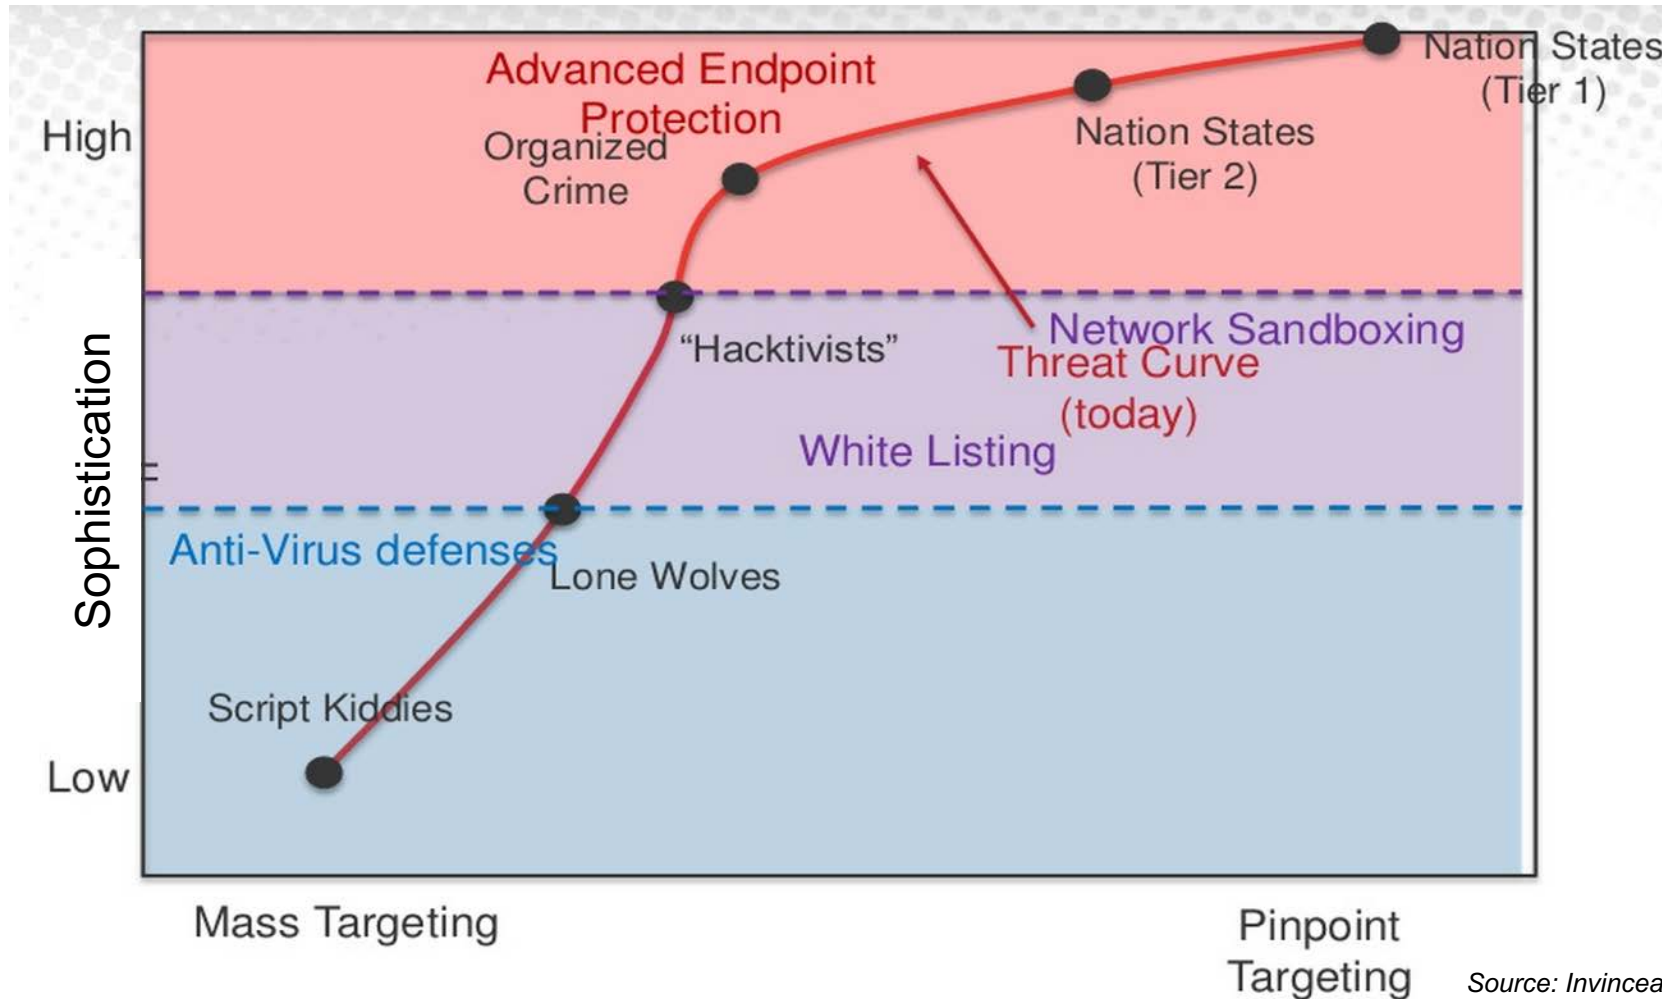 Advanced Endpoint
Protection
Nation States
(Tier 1)
High
Organized
Crime
Nation States
(Tier 2)
Network Sandboxing
“Hacktivists”
Threat Curve
(today)
White Listing
Sophistication
Anti-Virus defenses
Lone Wolves
Script Kiddies
Low
Mass Targeting
Pinpoint
Targeting
Source: Invincea